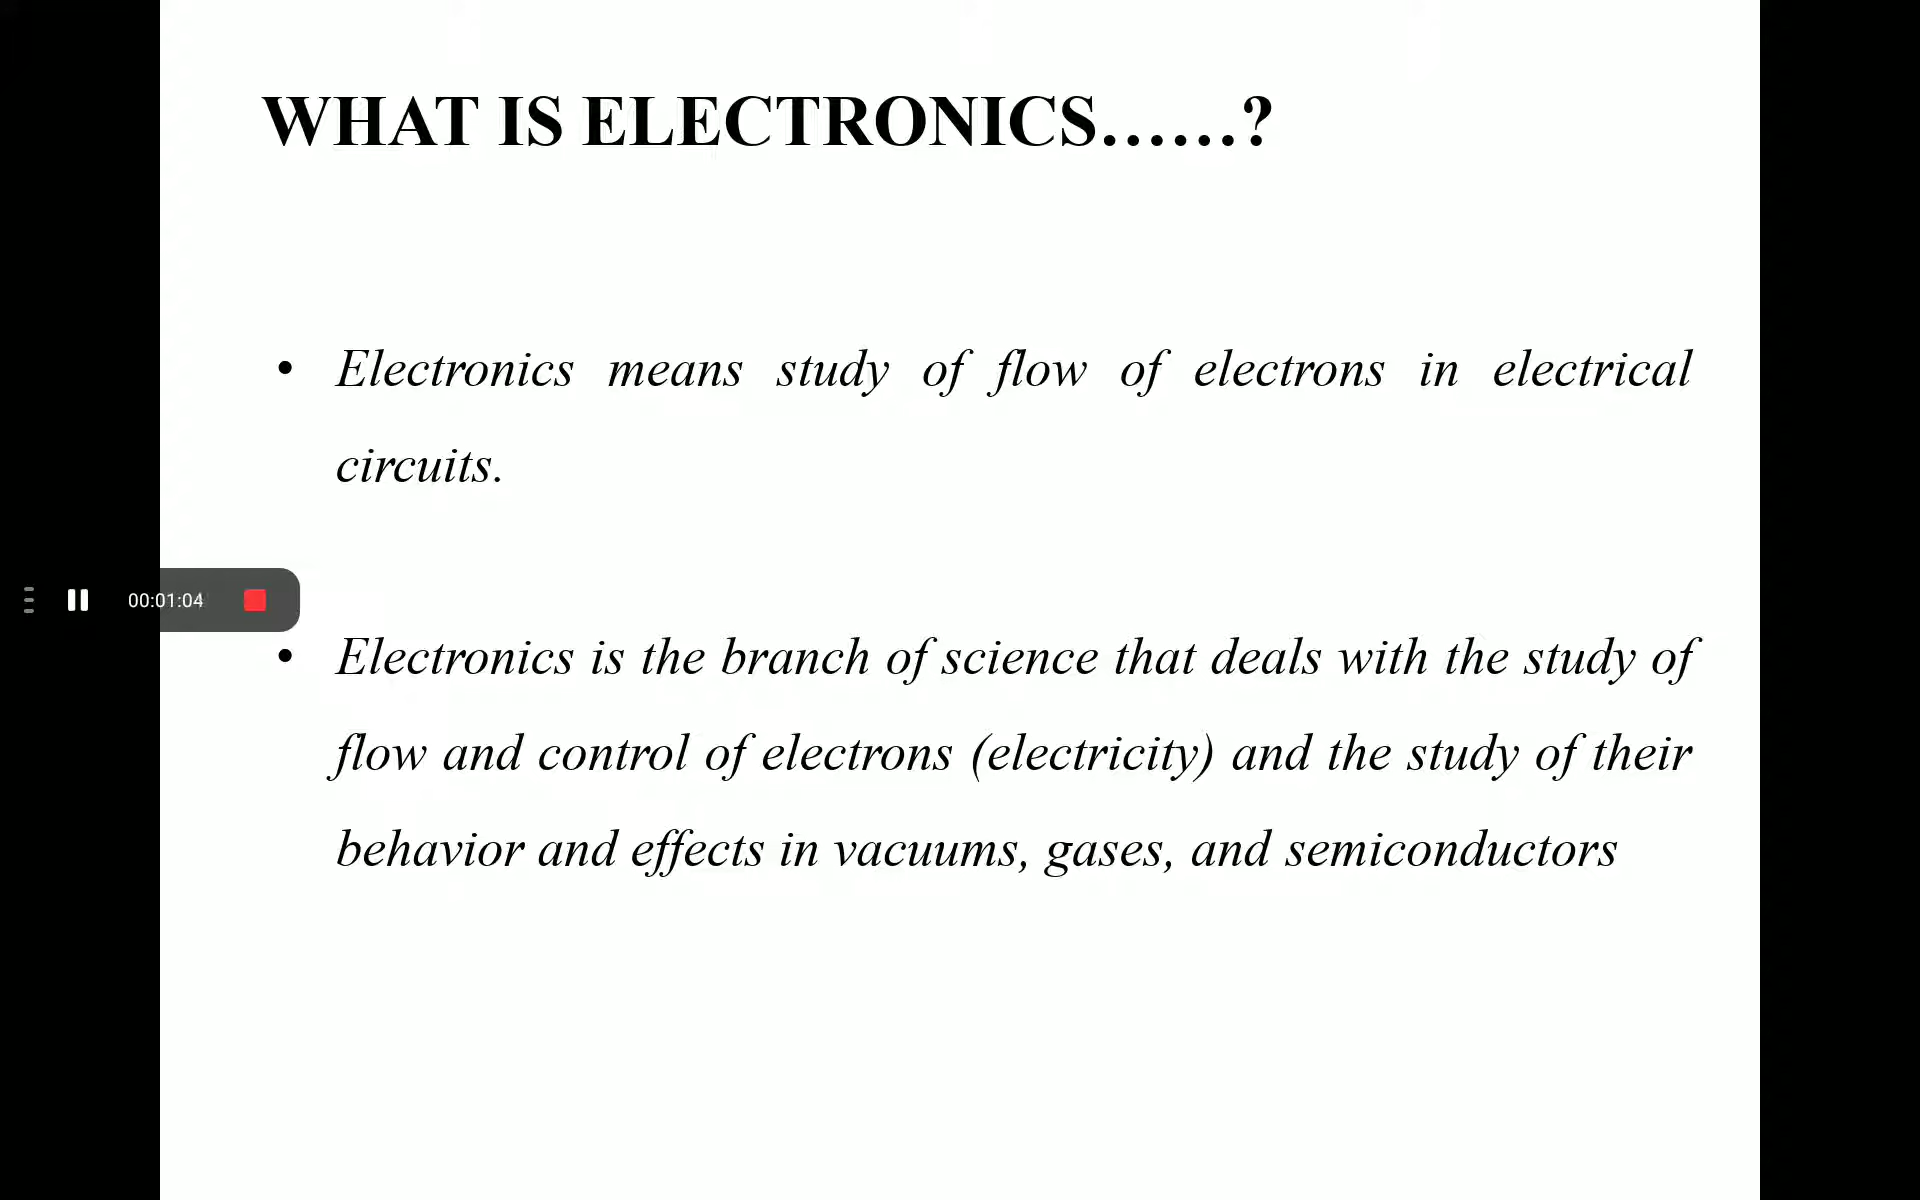 WHAT IS ELECTRONICS......?
• Electronics means study of flow of electrons in electrical
circuits.
00:01:04
• Electronics is the branch of science that deals with the study of
flow and control of electrons (electricity) and the study of their
behavior and effects in vacuums, gases, and semiconductors